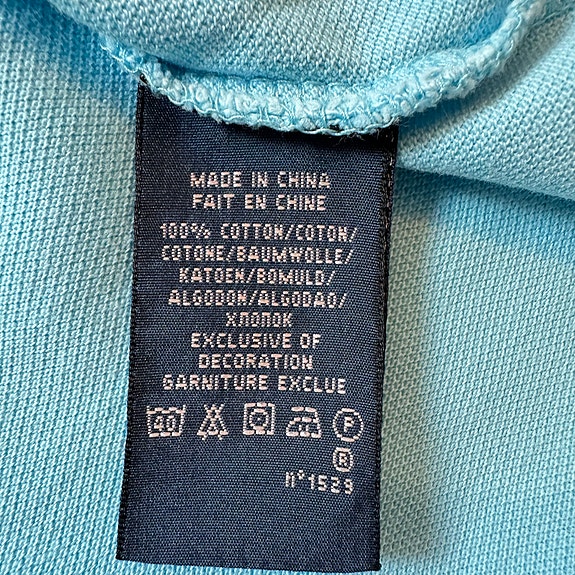 MADE IN CHINA
FAIT EN CHINE
100% COTTON/COTON/
COTONE/BAUMWOLLE/
KATOEN/BOMULD/
ALGODON/ALGODAO/
ХЛОПОК
EXCLUSIVE OF
DECORATION
GARNITURE EXCLUE
40 P
®
n°1529